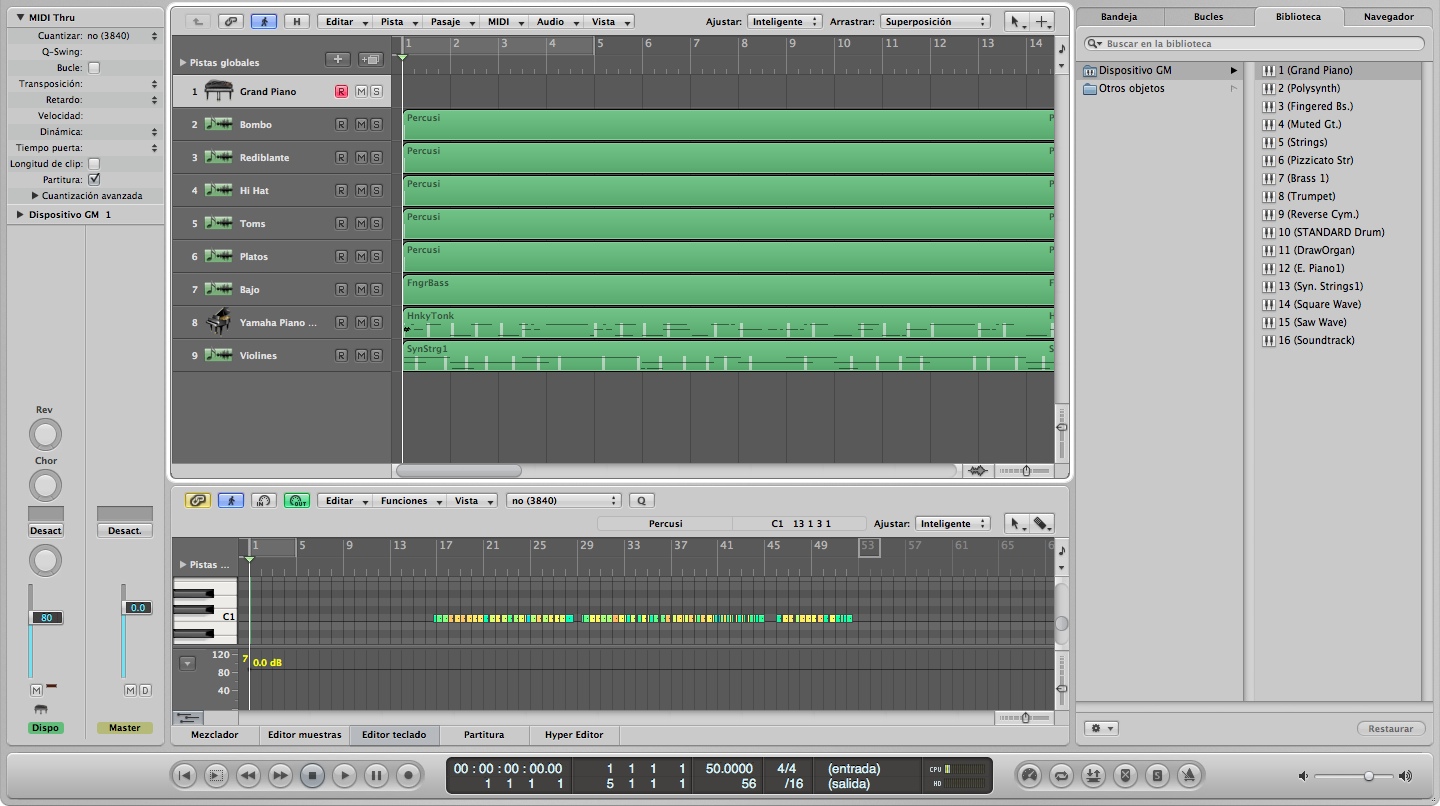 MIDI Thru
Cuantizar: no (3840)
Q-Swing:
Bucle:
Transposición:
Retardo:
Velocidad:
Dinámica:
Tiempo puerta:
Longitud de clip:
Partitura:
Cuantización avanzada
Dispositivo GM 1
Rev
Chor
Desact
Desact.
80
0.0
M
M D
Dispo
Master
H Editar Pista Pasaje MIDI Audio Vista Ajustar: Inteligente Arrastrar: Superposición
1 2 3 4 5 6 7 8 9 10 11 12 13 14
Pistas globales
1 Grand Piano R M S
2 Bombo R M S Percusi P
3 Rediblante R M S Percusi P
4 Hi Hat R M S Percusi P
5 Toms R M S Percusi P
6 Platos R M S Percusi P
7 Bajo R M S FngrBass F
8 Yamaha Piano ... R M S HnkyTonk H
9 Violines R M S SynStrg1 S
IN OUT Editar Funciones Vista no (3840) Q
Percusi C1 13 1 3 1 Ajustar: Inteligente
1 5 9 13 17 21 25 29 33 37 41 45 49 53 57 61 65 6
Pistas ...
C1
120
80
40
7 0.0 dB
Mezclador Editor muestras Editor teclado Partitura Hyper Editor
Bandeja Bucles Biblioteca Navegador
Buscar en la biblioteca
Dispositivo GM
Otros objetos
1 (Grand Piano)
2 (Polysynth)
3 (Fingered Bs.)
4 (Muted Gt.)
5 (Strings)
6 (Pizzicato Str)
7 (Brass 1)
8 (Trumpet)
9 (Reverse Cym.)
10 (STANDARD Drum)
11 (DrawOrgan)
12 (E. Piano1)
13 (Syn. Strings1)
14 (Square Wave)
15 (Saw Wave)
16 (Soundtrack)
Restaurar
00 : 00 : 00 : 00.00 1 1 1 1 50.0000 4/4 (entrada) CPU
1 1 1 1 5 1 1 1 56 /16 (salida) HD
S